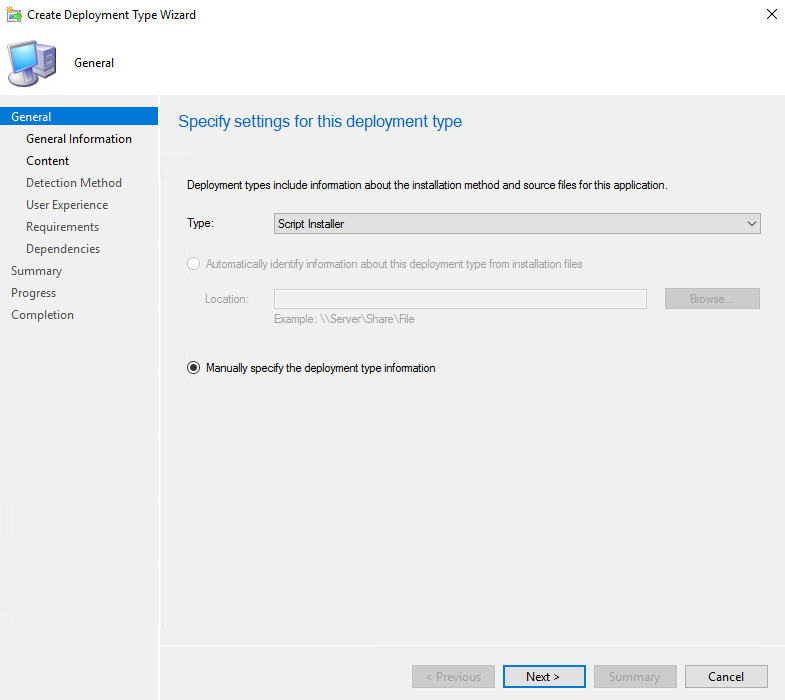 Create Deployment Type Wizard
General
General
General Information
Content
Detection Method
User Experience
Requirements
Dependencies
Summary
Progress
Completion
Specify settings for this deployment type
Deployment types include information about the installation method and source files for this application.
Type: Script Installer
Automatically identify information about this deployment type from installation files
Location: Browse...
Example: \\Server\Share\File
Manually specify the deployment type information
< Previous Next > Summary Cancel